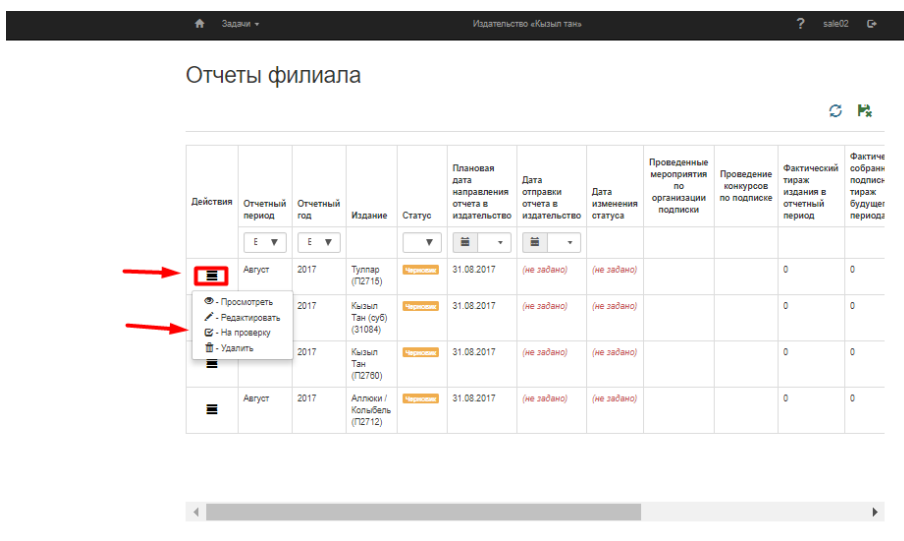 Задачи
Издательство «Кызыл тан»
? sale02
Отчеты филиала
Действия
Отчетный
период
Отчетный
год
Издание
Статус
Плановая
дата
направления
отчета в
издательство
Дата
отправки
отчета в
издательство
Дата
изменения
статуса
Проведенные
мероприятия
по
организации
подписки
Проведение
конкурсов
по подписке
Фактический
тираж
издания в
отчетный
период
Фактиче
собранн
подписн
тираж
будущег
периода
Е Е
Август 2017 Туллар Черновик 31.08.2017 (не задано) (не задано) 0 0
(П2715)
- Просмотреть
- Редактировать
- На проверку
- Удалить
2017 Кызыл Черновик 31.08.2017 (не задано) (не задано) 0 0
Тан (суб)
(31084)
2017 Кызыл Черновик 31.08.2017 (не задано) (не задано) 0 0
Тан
(П2760)
Август 2017 Аллюки / Черновик 31.08.2017 (не задано) (не задано) 0 0
Колыбель
(П2712)